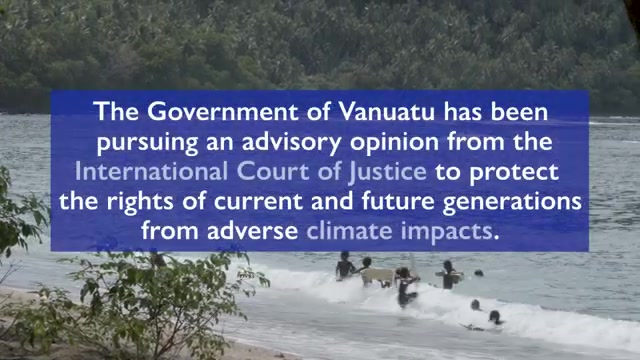 The Government of Vanuatu has been
pursuing an advisory opinion from the
International Court of Justice to protect
the rights of current and future generations
from adverse climate impacts.